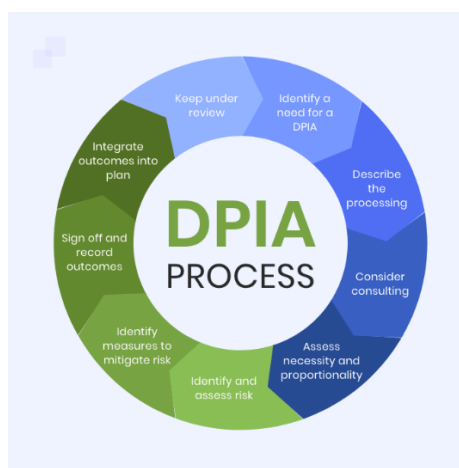 DPIA
PROCESS
Identify a
need for a
DPIA
Describe
the
processing
Consider
consulting
Assess
necessity and
proportionality
Identify and
assess risk
Identify
measures to
mitigate risk
Sign off and
record
outcomes
Integrate
outcomes into
plan
Keep under
review